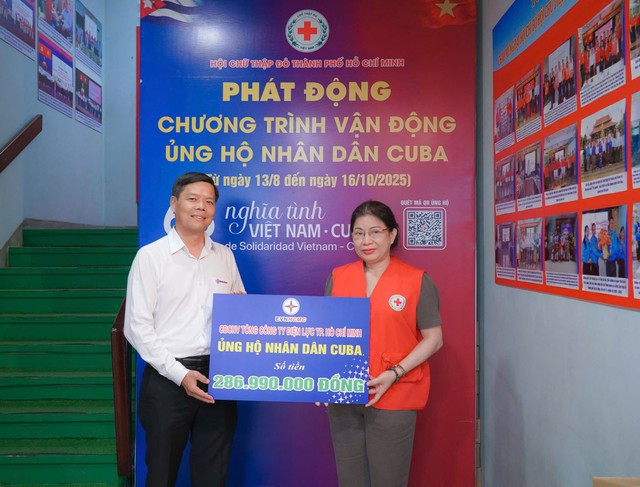 HỘI CHỮ THẬP ĐỎ THÀNH PHỐ HỒ CHÍ MINH
PHÁT ĐỘNG
CHƯƠNG TRÌNH VẬN ĐỘNG
ỦNG HỘ NHÂN DÂN CUBA
từ ngày 13/8 đến ngày 16/10/2025)
QUÉT MÃ QR ỦNG HỘ
nghĩa tình
VIỆT NAM - CU
de Solidaridad Vietnam - C
EVNHCMC
CBCNV TỔNG CÔNG TY ĐIỆN LỰC TP. HỒ CHÍ MINH
ỦNG HỘ NHÂN DÂN CUBA
Số tiền
286.990.000 ĐỒNG